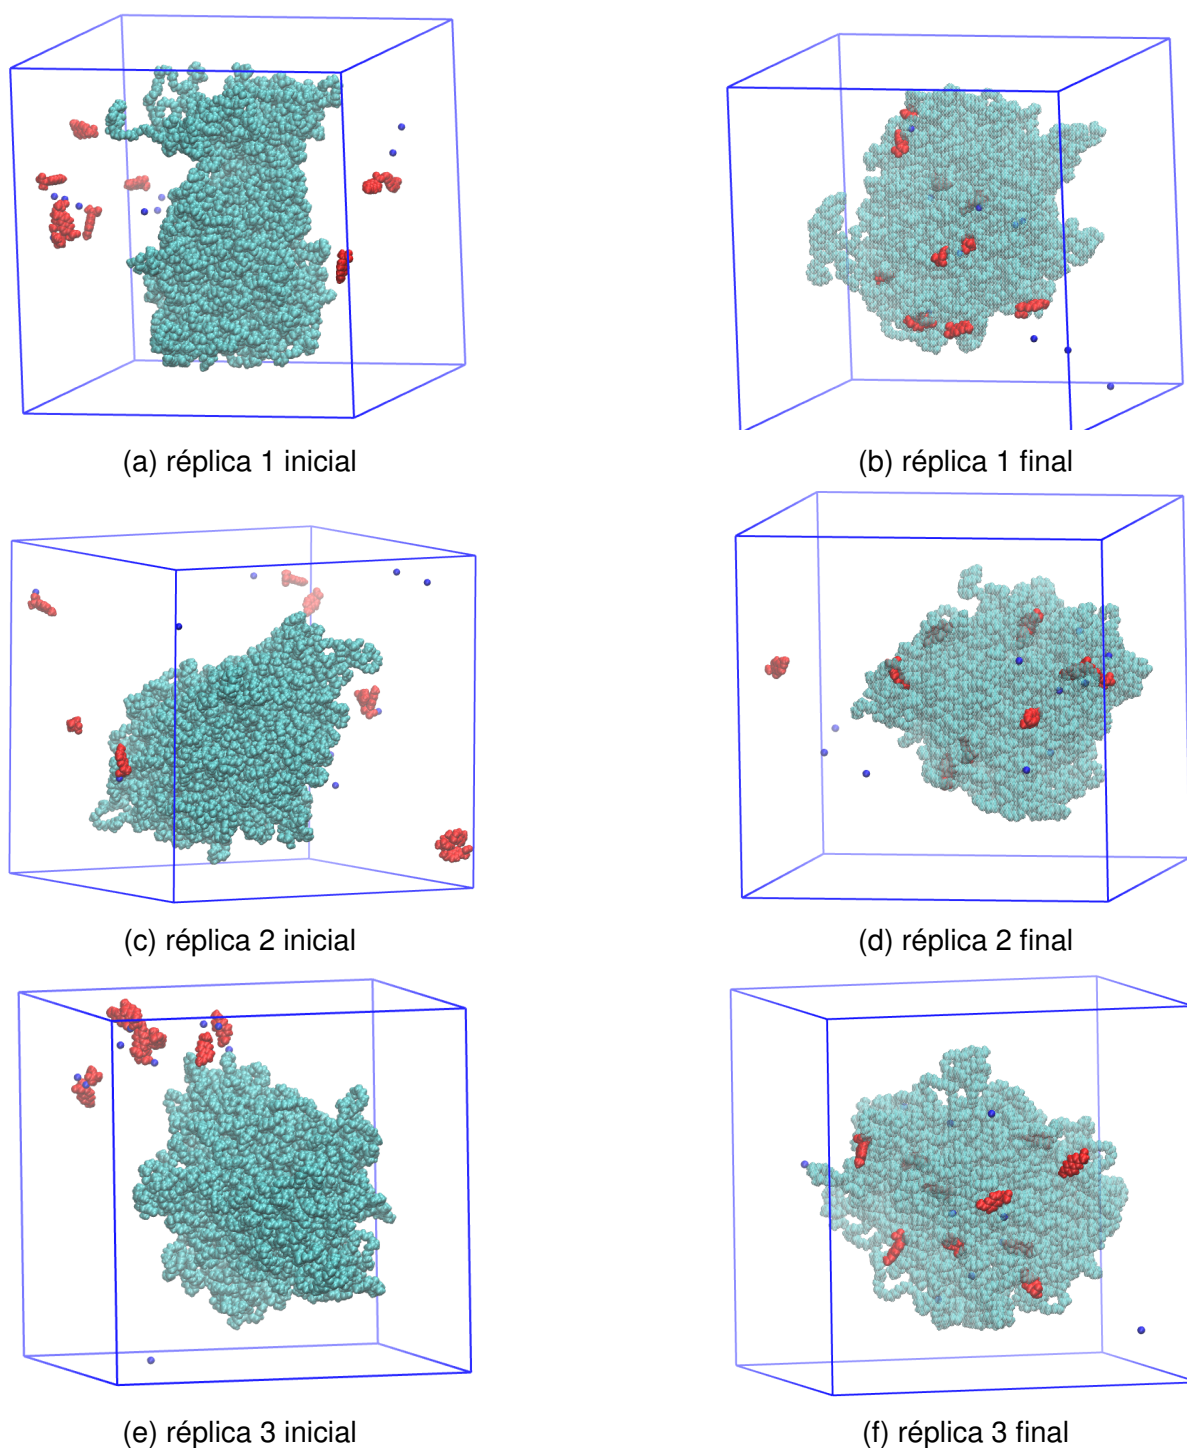 (a) réplica 1 inicial
(b) réplica 1 final
(c) réplica 2 inicial
(d) réplica 2 final
(e) réplica 3 inicial
(f) réplica 3 final